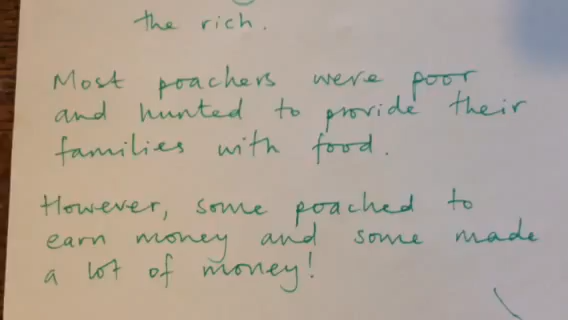 the rich.
Most poachers were poor
and hunted to provide their
families with food.
However, some poached to
earn money and some made
a lot of money!